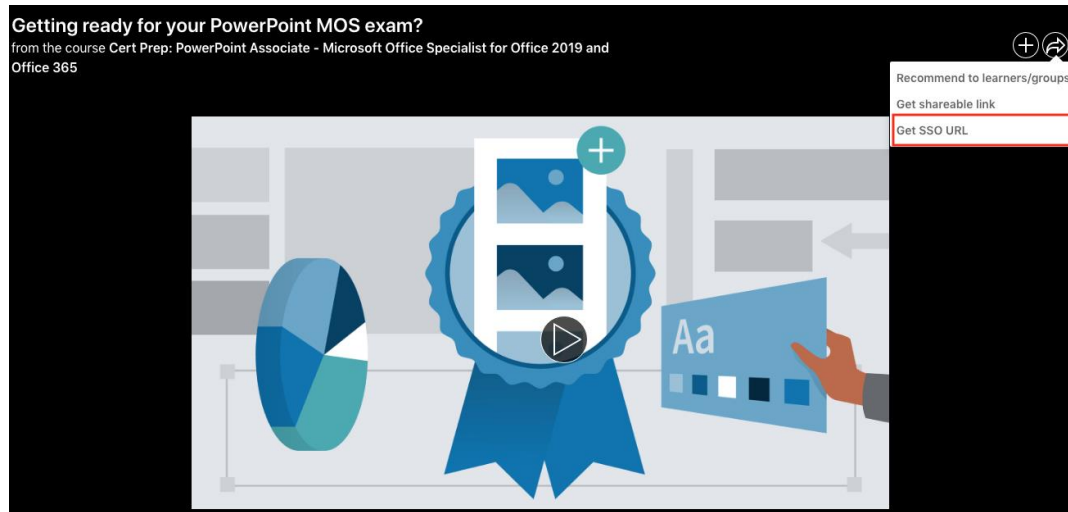 Getting ready for your PowerPoint MOS exam?
from the course Cert Prep: PowerPoint Associate - Microsoft Office Specialist for Office 2019 and
Office 365
Recommend to learners/groups
Get shareable link
Get SSO URL
Aa